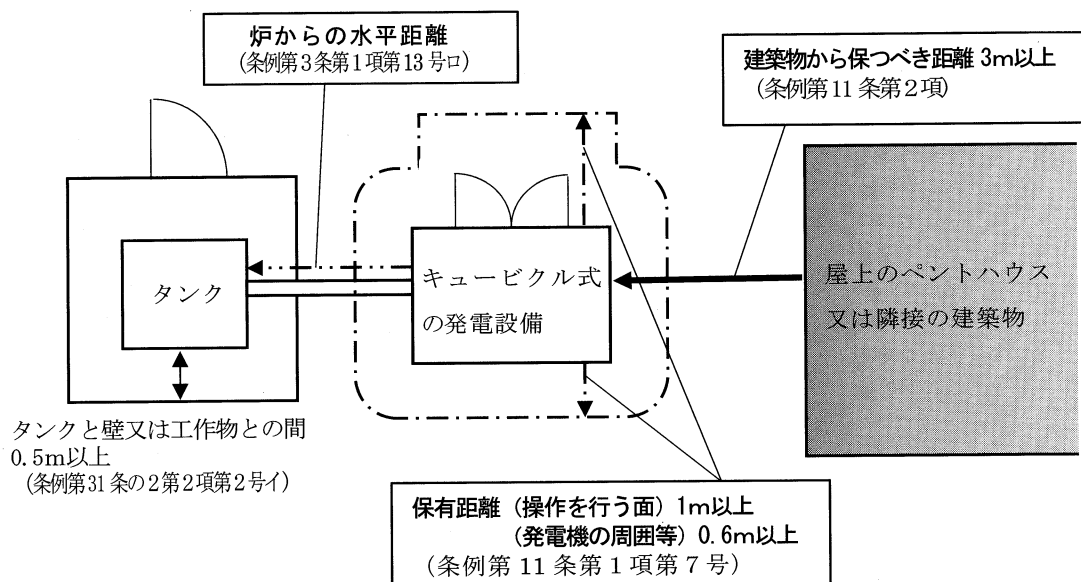 炉からの水平距離
(条例第3条第1項第13号ロ)
建築物から保つべき距離 3m以上
(条例第11条第2項)
タンク
キュービクル式
の発電設備
屋上のペントハウス
又は隣接の建築物
タンクと壁又は工作物との間
0.5m以上
(条例第31条の2第2項第2号イ)
保有距離（操作を行う面）1m以上
（発電機の周囲等）0.6m以上
(条例第11条第1項第7号)